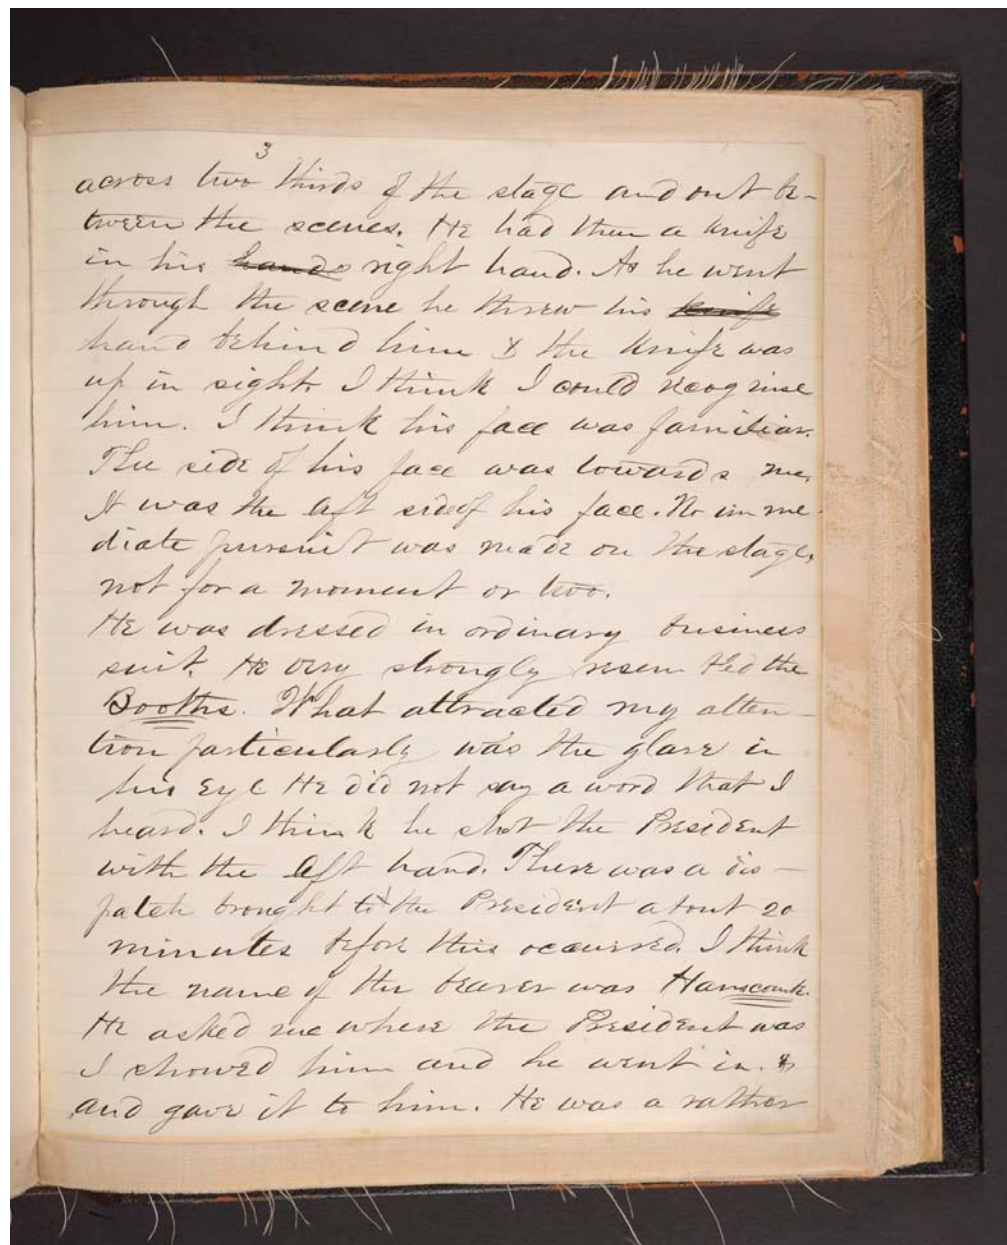 3
across two thirds of the stage and out be-
tween the scenes. He had then a knife
in his hands right hand. As he went
through the scene he threw his knife
hand behind him & the knife was
up in sight. I think I could recognise
him. I think his face was familiar.
The side of his face was towards me.
It was the left side of his face. No imme
diate pursuit was made on the stage,
not for a moment or two.
He was dressed in ordinary business
suit. He very strongly resembled the
Booths. What attracted my atten-
tion particularly was the glare in
his eye He did not say a word that I
heard. I think he shot the President
with the left hand. There was a dis-
patch brought to the President about 20
minutes before this occurred. I think
the name of the bearer was Hanscomb.
He asked me where the President was
I showed him and he went in. &
and gave it to him. He was a rather